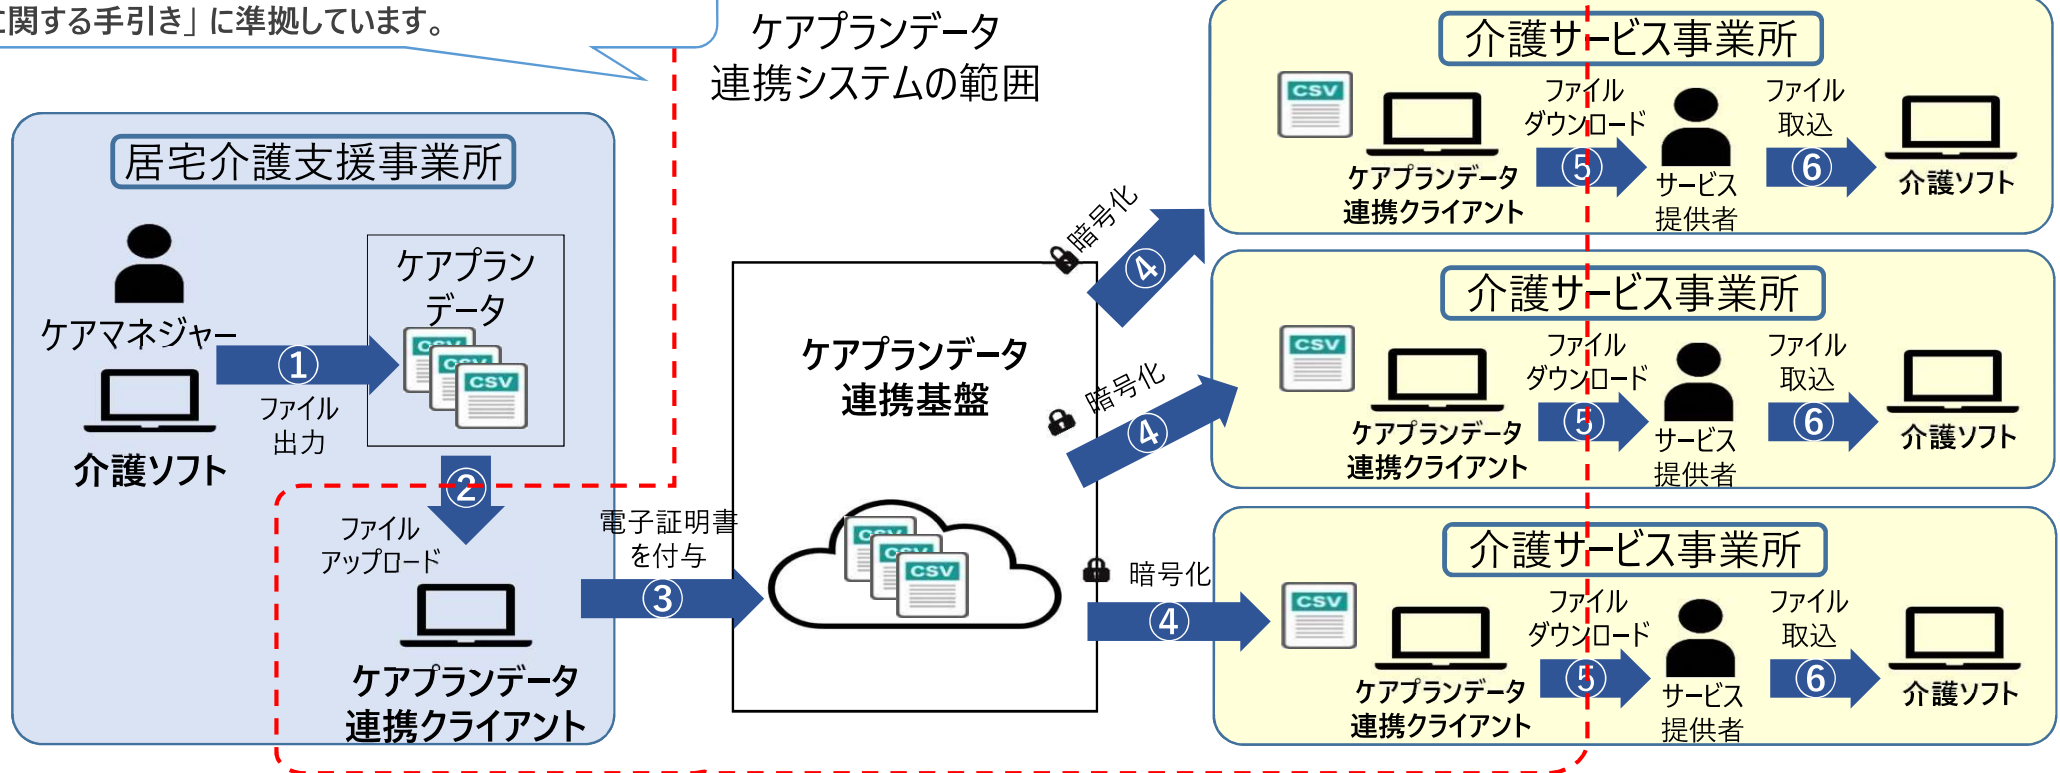 に関する手引き」に準拠しています。
ケアプランデータ
連携システムの範囲
居宅介護支援事業所
ケアマネジャー
介護ソフト
①
ファイル
出力
ケアプラン
データ
CSV
CSV
CSV
②
ファイル
アップロード
ケアプランデータ
連携クライアント
電子証明書
を付与
③
ケアプランデータ
連携基盤
CSV
CSV
CSV
暗号化
④
暗号化
④
暗号化
④
介護サービス事業所
CSV
ケアプランデータ
連携クライアント
ファイル
ダウンロード
⑤
サービス
提供者
ファイル
取込
⑥
介護ソフト
介護サービス事業所
CSV
ケアプランデータ
連携クライアント
ファイル
ダウンロード
⑤
サービス
提供者
ファイル
取込
⑥
介護ソフト
介護サービス事業所
CSV
ケアプランデータ
連携クライアント
ファイル
ダウンロード
⑤
サービス
提供者
ファイル
取込
⑥
介護ソフト